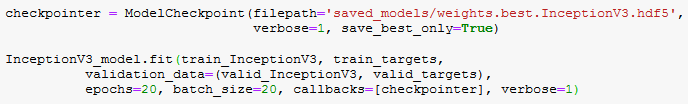 checkpointer = ModelCheckpoint(filepath='saved_models/weights.best.InceptionV3.hdf5',
verbose=1, save_best_only=True)
InceptionV3_model.fit(train_InceptionV3, train_targets,
validation_data=(valid_InceptionV3, valid_targets),
epochs=20, batch_size=20, callbacks=[checkpointer], verbose=1)